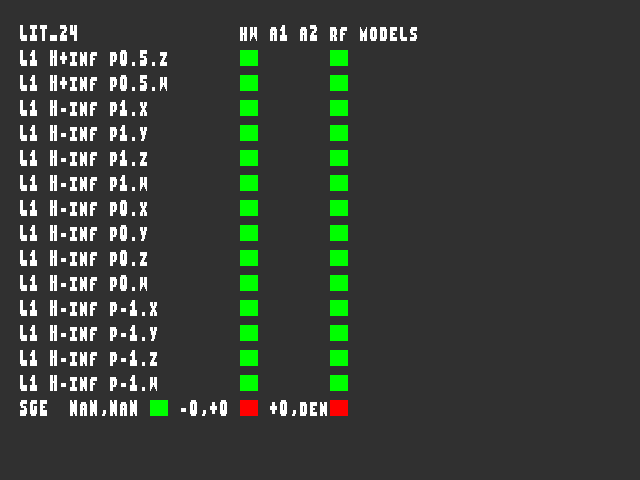 LIT_24 HW A1 A2 RF MODELS
L1 H+INF P0.5.Z
L1 H+INF P0.5.W
L1 H-INF P1.X
L1 H-INF P1.Y
L1 H-INF P1.Z
L1 H-INF P1.W
L1 H-INF P0.X
L1 H-INF P0.Y
L1 H-INF P0.Z
L1 H-INF P0.W
L1 H-INF P-1.X
L1 H-INF P-1.Y
L1 H-INF P-1.Z
L1 H-INF P-1.W
SGE NAN,NAN -0,+0 +0,DEN